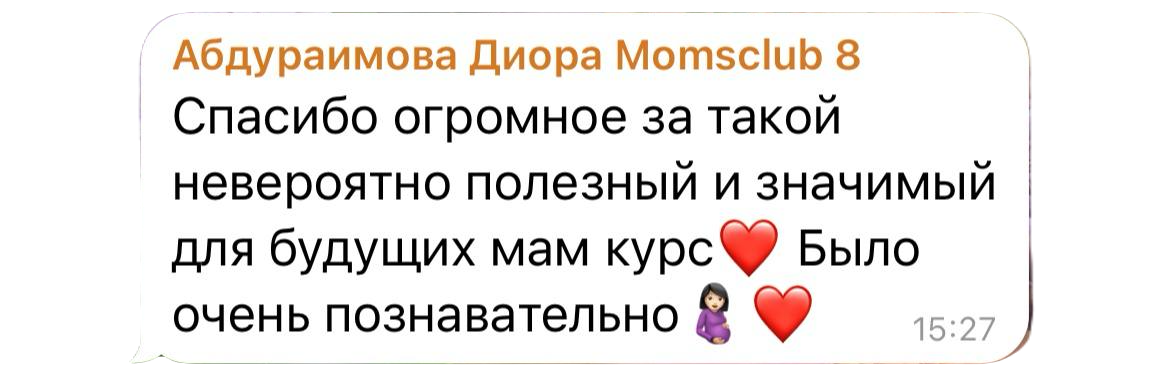 Абдураимова Диора Momsclub 8
Спасибо огромное за такой
невероятно полезный и значимый
для будущих мам курс❤️ Было
очень познавательно🤰🏻❤️ 15:27